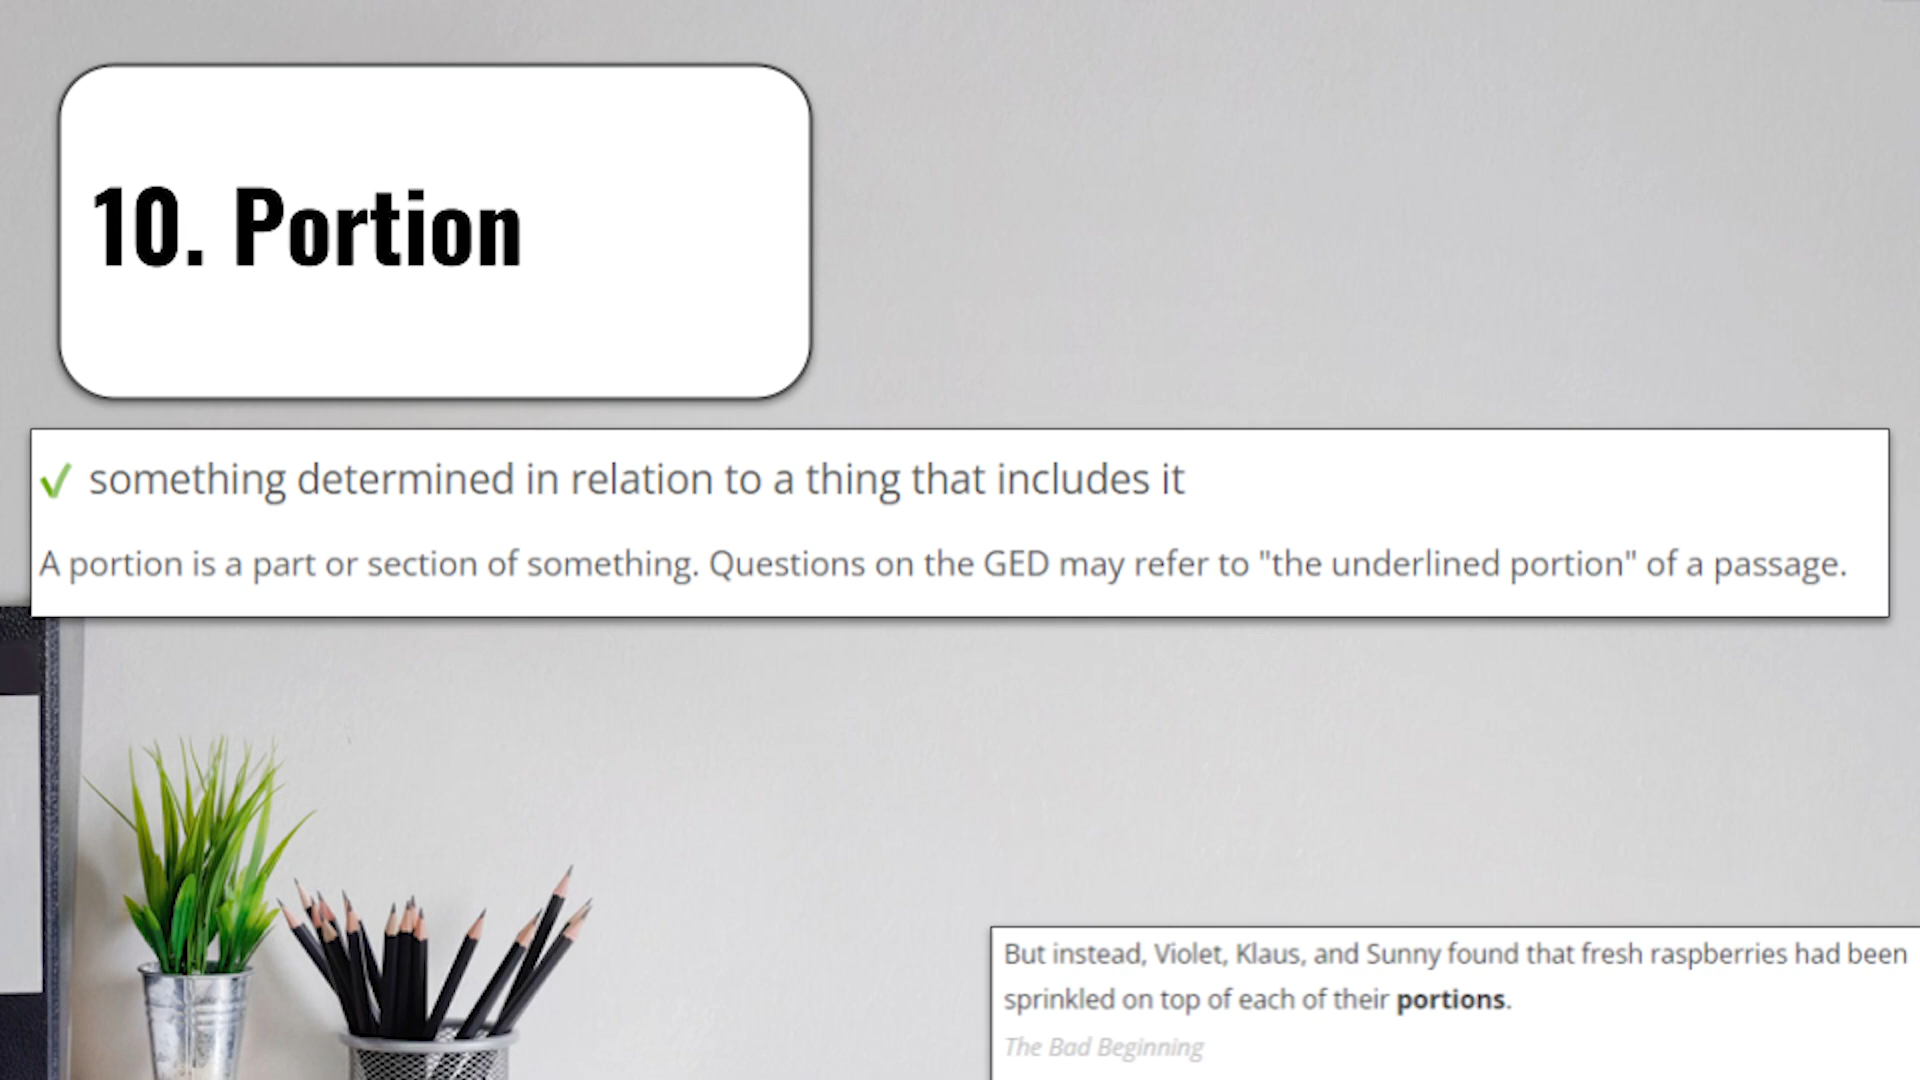 10. Portion
✓ something determined in relation to a thing that includes it
A portion is a part or section of something. Questions on the GED may refer to "the underlined portion" of a passage.
But instead, Violet, Klaus, and Sunny found that fresh raspberries had been
sprinkled on top of each of their portions.
The Bad Beginning